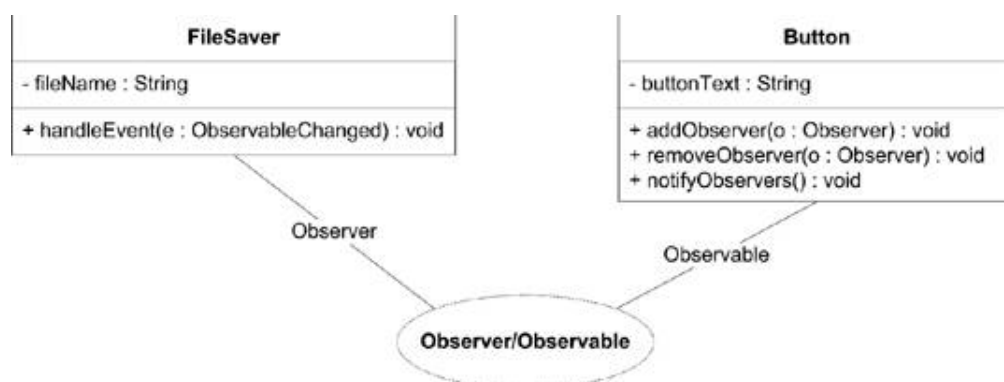 FileSaver
- fileName : String
+ handleEvent(e : ObservableChanged) : void
Button
- buttonText : String
+ addObserver(o : Observer) : void
+ removeObserver(o : Observer) : void
+ notifyObservers() : void
Observer
Observable
Observer/Observable